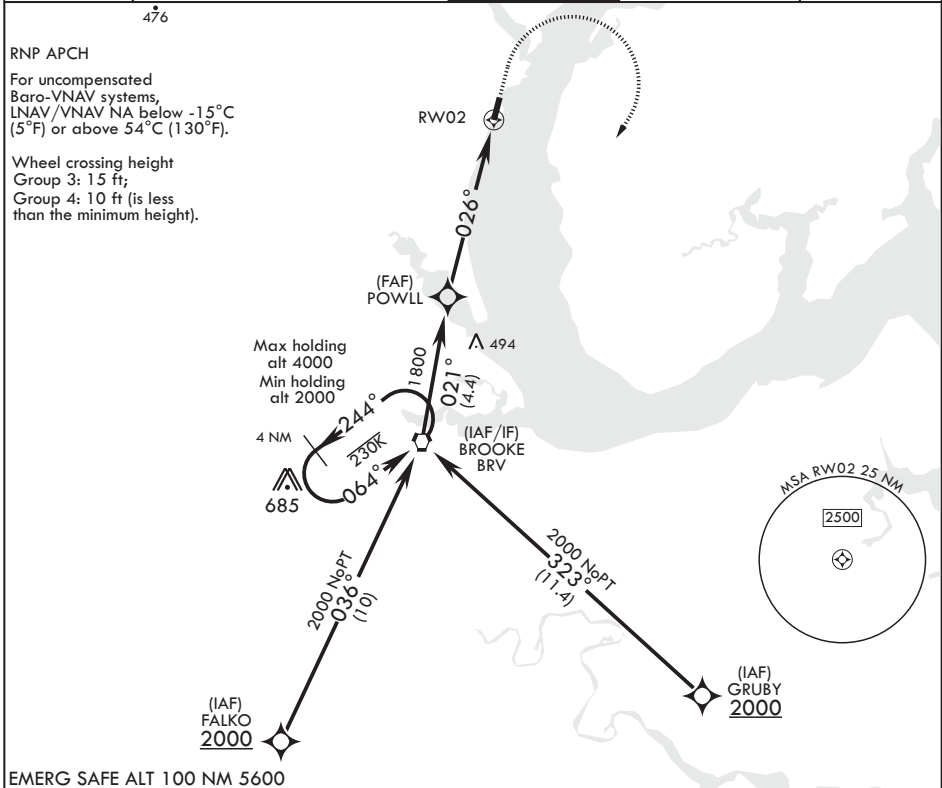 476
RNP APCH
For uncompensated
Baro-VNAV systems,
LNAV/VNAV NA below -15°C
(5°F) or above 54°C (130°F).
Wheel crossing height
Group 3: 15 ft;
Group 4: 10 ft (is less
than the minimum height).
RW02
026°
(FAF)
POWLL
494
Max holding
alt 4000
Min holding
alt 2000
1800
021°
(4.4)
244°
4 NM
230K
064°
685
(IAF/IF)
BROOKE
BRV
MSA RW02 25 NM
2500
2000 NoPT
036°
(10)
2000 NoPT
323°
(11.4)
(IAF)
GRUBY
2000
(IAF)
FALKO
2000
EMERG SAFE ALT 100 NM 5600